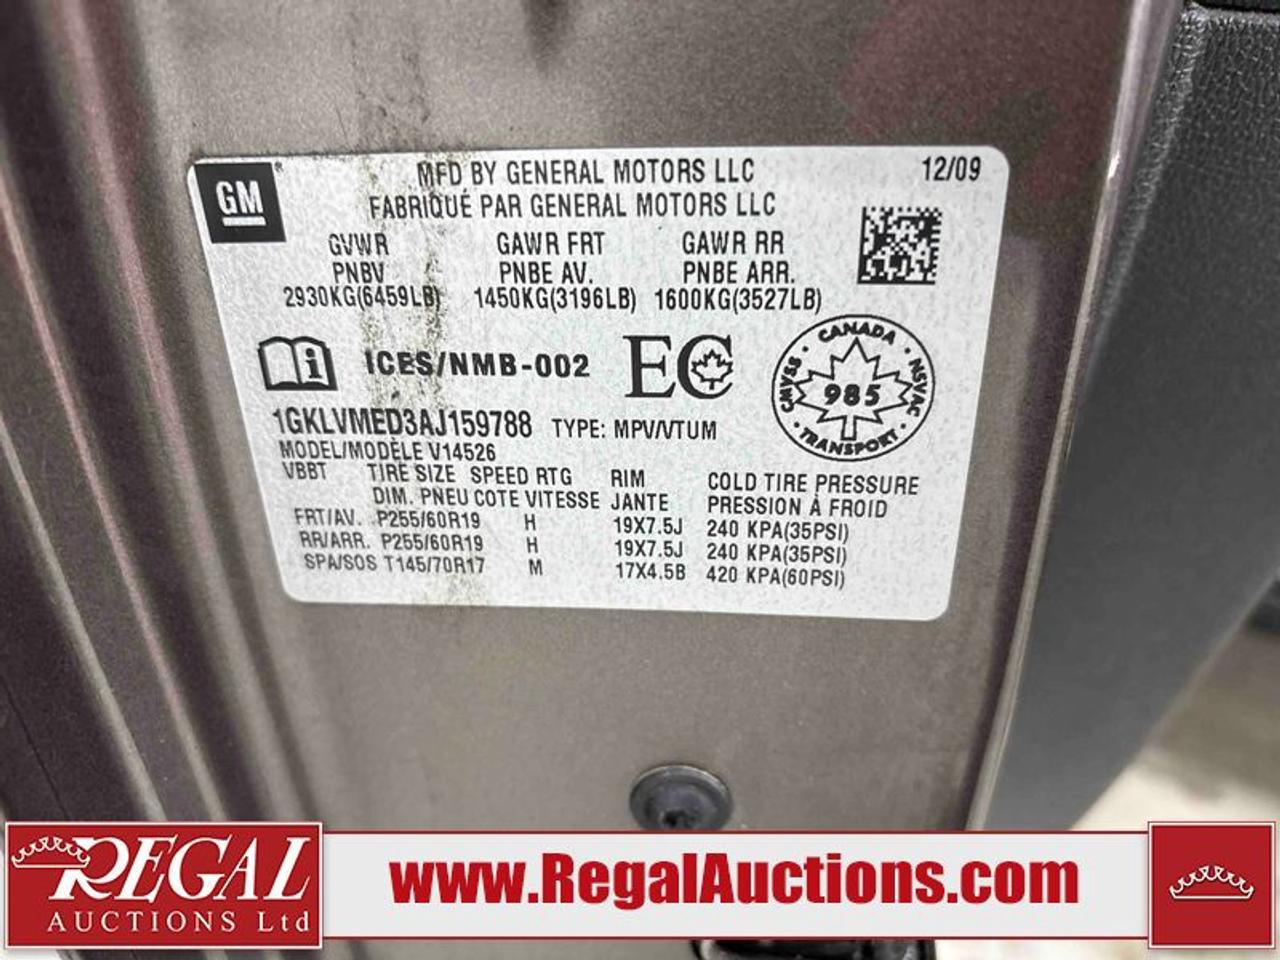 GM
MFD BY GENERAL MOTORS LLC 12/09
FABRIQUÉ PAR GENERAL MOTORS LLC
GVWR GAWR FRT GAWR RR
PNBV PNBE AV. PNBE ARR.
2930KG(6459LB) 1450KG(3196LB) 1600KG(3527LB)
i ICES/NMB-002 EC
CANADA
CMVSS 985 NSVAC
TRANSPORT
1GKLVMED3AJ159788 TYPE: MPV/VTUM
MODEL/MODÈLE V14526
VBBT TIRE SIZE SPEED RTG RIM COLD TIRE PRESSURE
DIM. PNEU COTE VITESSE JANTE PRESSION À FROID
FRT/AV. P255/60R19 H 19X7.5J 240 KPA(35PSI)
RR/ARR. P255/60R19 H 19X7.5J 240 KPA(35PSI)
SPA/SOS T145/70R17 M 17X4.5B 420 KPA(60PSI)
REGAL
AUCTIONS Ltd
www.RegalAuctions.com